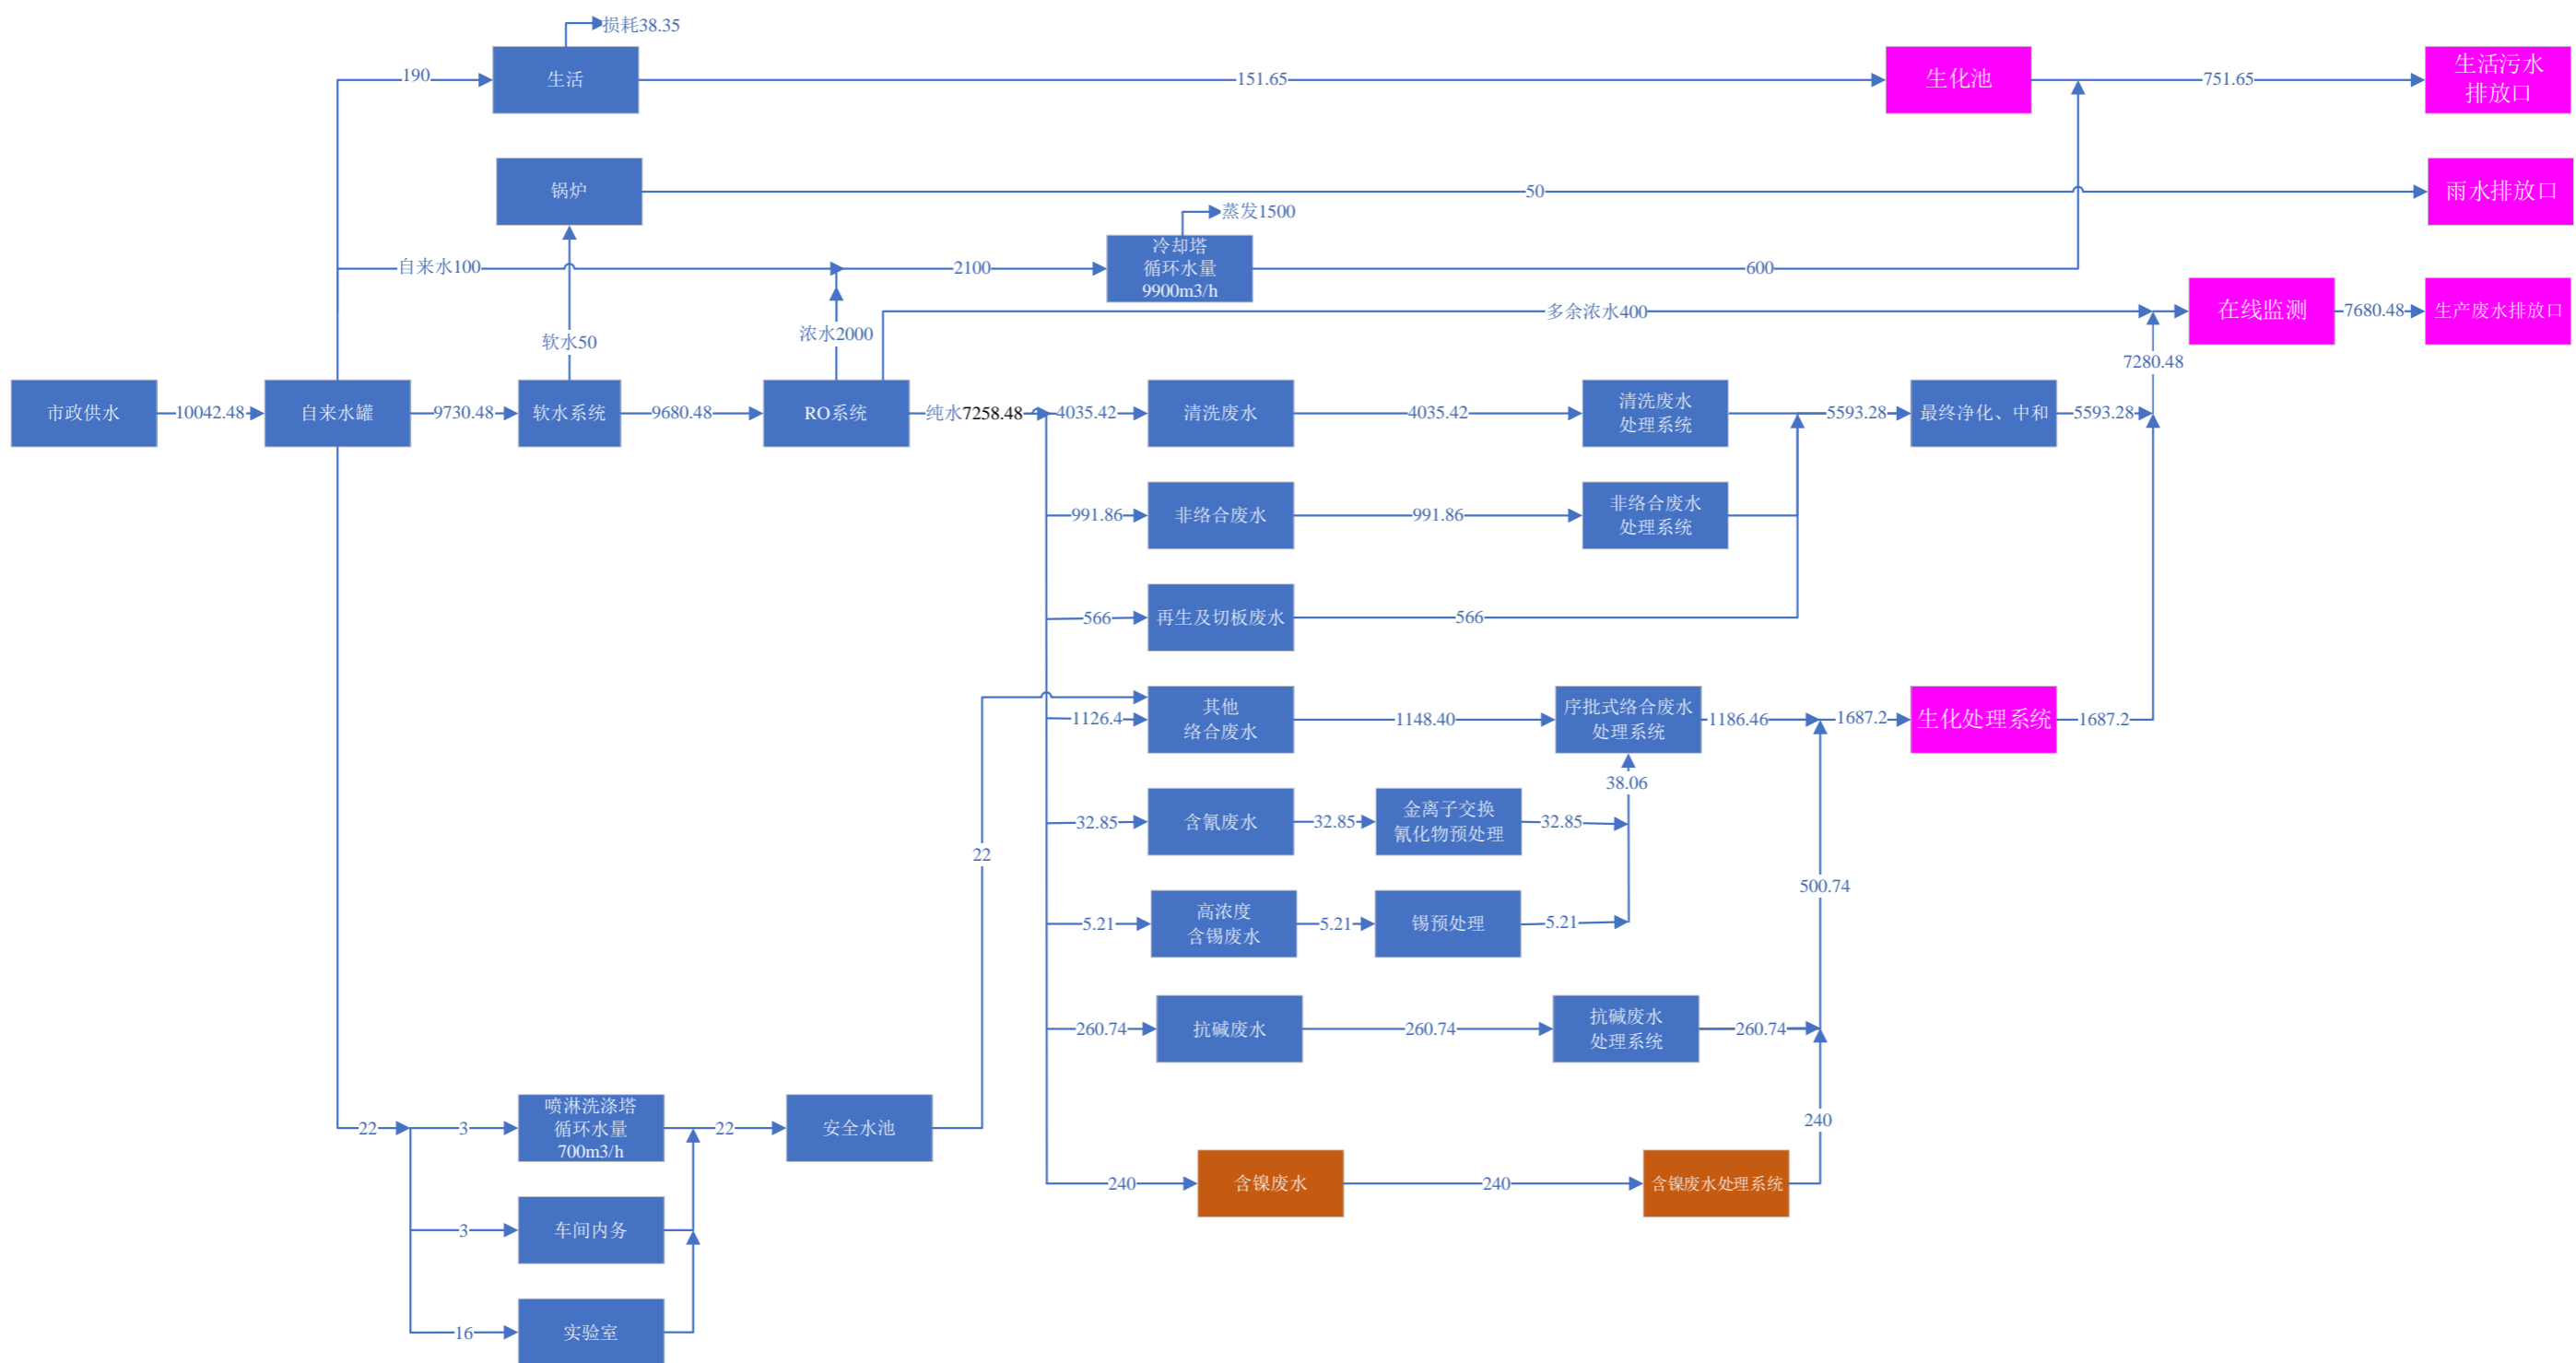 损耗38.35
190
生活
151.65
生化池
751.65
生活污水
排放口
锅炉
50
雨水排放口
蒸发1500
自来水100
2100
冷却塔
循环水量
9900m3/h
600
软水50
浓水2000
多余浓水400
在线监测
7680.48
生产废水排放口
7280.48
市政供水
10042.48
自来水罐
9730.48
软水系统
9680.48
RO系统
纯水7258.48
4035.42
清洗废水
4035.42
清洗废水
处理系统
5593.28
最终净化、中和
5593.28
991.86
非络合废水
991.86
非络合废水
处理系统
566
再生及切板废水
566
1126.4
其他
络合废水
1148.40
序批式络合废水
处理系统
1186.46
1687.2
生化处理系统
1687.2
38.06
32.85
含氰废水
32.85
金离子交换
氰化物预处理
32.85
22
500.74
5.21
高浓度
含锡废水
5.21
锡预处理
5.21
260.74
抗碱废水
260.74
抗碱废水
处理系统
260.74
22
3
喷淋洗涤塔
循环水量
700m3/h
22
安全水池
240
240
含镍废水
240
含镍废水处理系统
3
车间内务
16
实验室